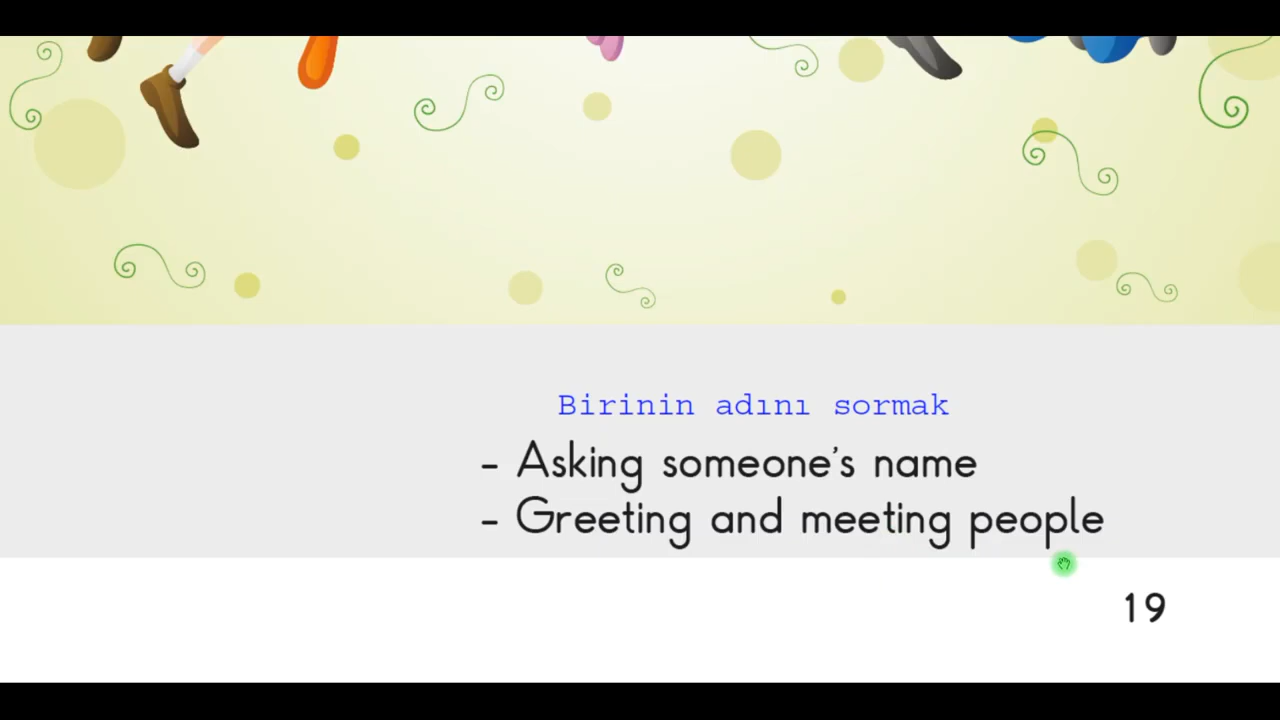 Birinin adını sormak
- Asking someone's name
- Greeting and meeting people
19